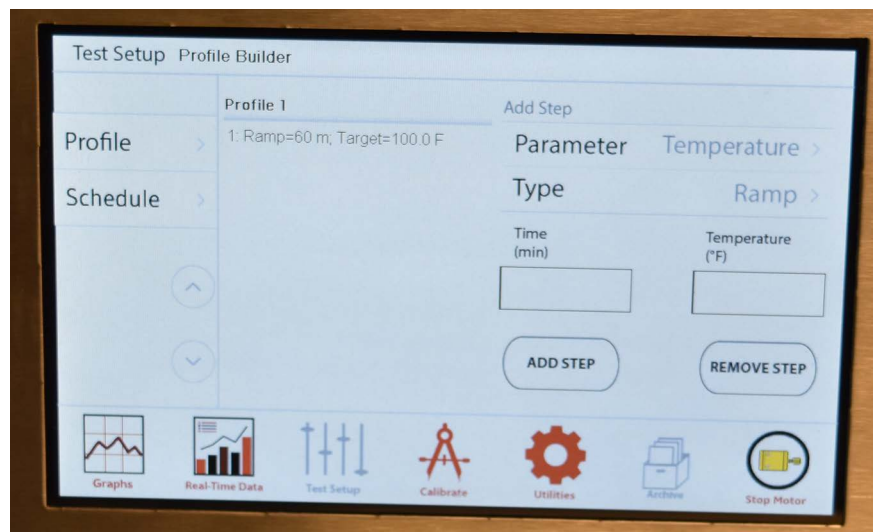 Test Setup Profile Builder
Profile
Schedule
Profile 1
1: Ramp=60 m; Target=100.0 F
Add Step
Parameter Temperature
Type Ramp
Time
(min)
Temperature
(°F)
ADD STEP
REMOVE STEP
Graphs
Real-Time Data
Test Setup
Calibrate
Utilities
Archive
Stop Motor